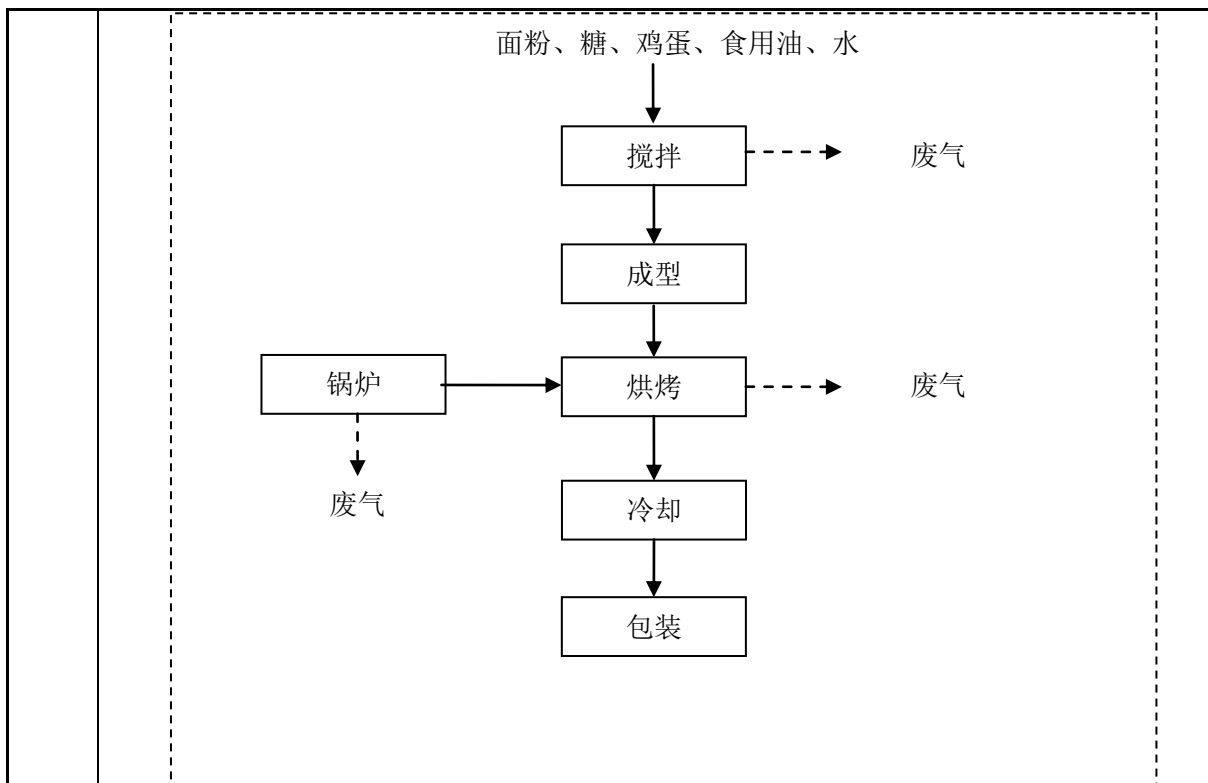 面粉、糖、鸡蛋、食用油、水
搅拌
废气
成型
锅炉
烘烤
废气
废气
冷却
包装